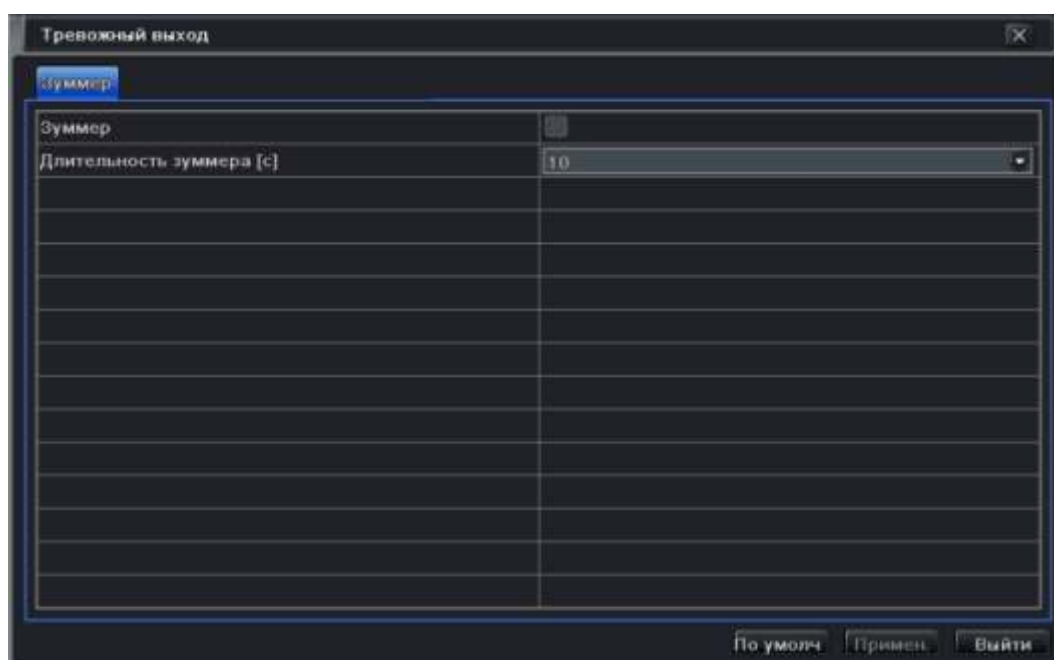 Тревожный выход
Зуммер
Зуммер
Длительность зуммера [с]
10
По умолч
Примен.
Выйти